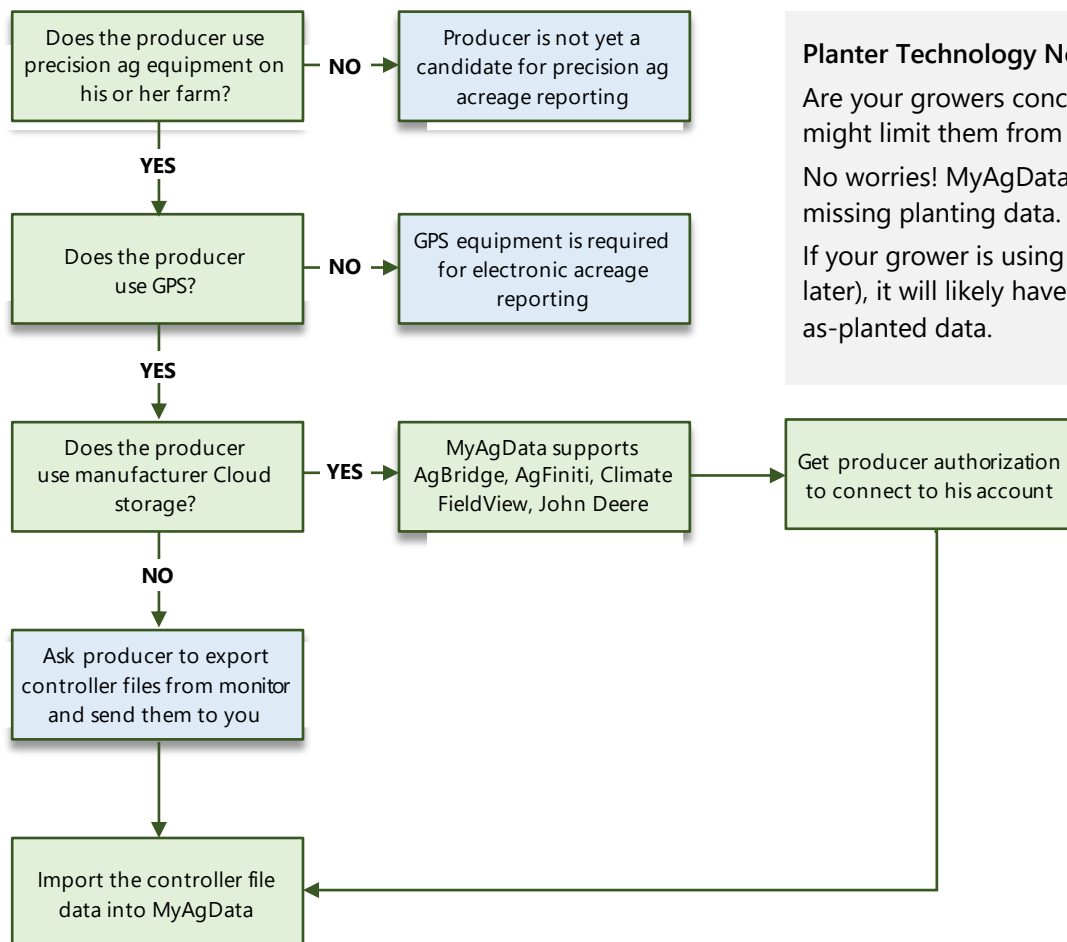 Does the producer use
precision ag equipment on
his or her farm?
NO
Producer is not yet a
candidate for precision ag
acreage reporting
YES
Does the producer
use GPS?
NO
GPS equipment is required
for electronic acreage
reporting
YES
Does the producer
use manufacturer Cloud
storage?
YES
MyAgData supports
AgBridge, AgFiniti, Climate
FieldView, John Deere
Get producer authorization
to connect to his account
NO
Ask producer to export
controller files from monitor
and send them to you
Import the controller file
data into MyAgData
Planter Technology
Are your growers
might limit them from
No worries! MyAgData
missing planting data.
If your grower is using
later), it will likely have
as-planted data.